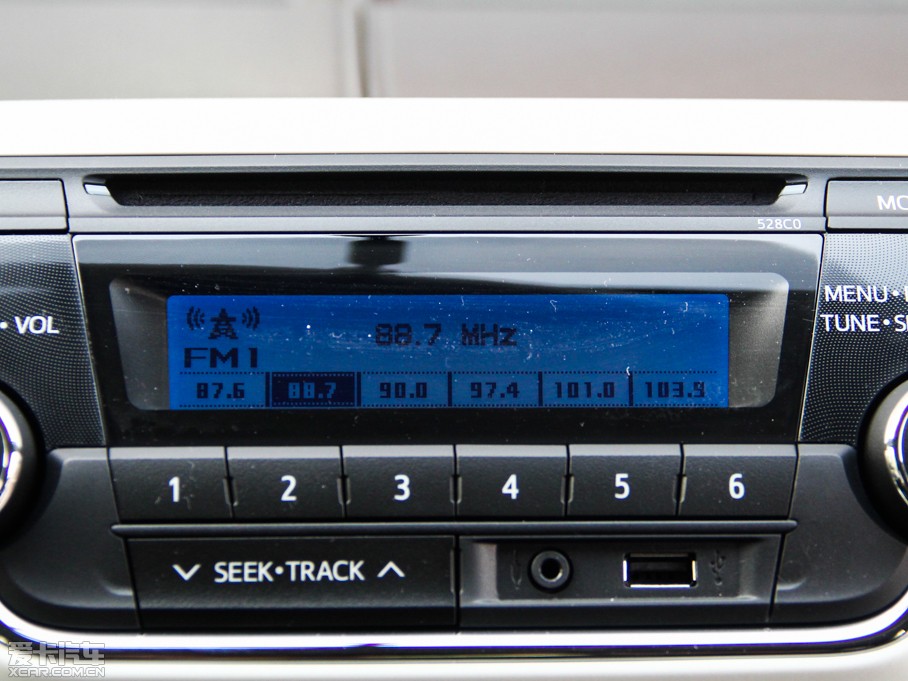 528C0
MC
• VOL
MENU•
TUNE•S
88.7 MHz
FM1
87.6 88.7 90.0 97.4 101.0 103.9
1 2 3 4 5 6
SEEK•TRACK
爱卡汽车
XCAR.COM.CN